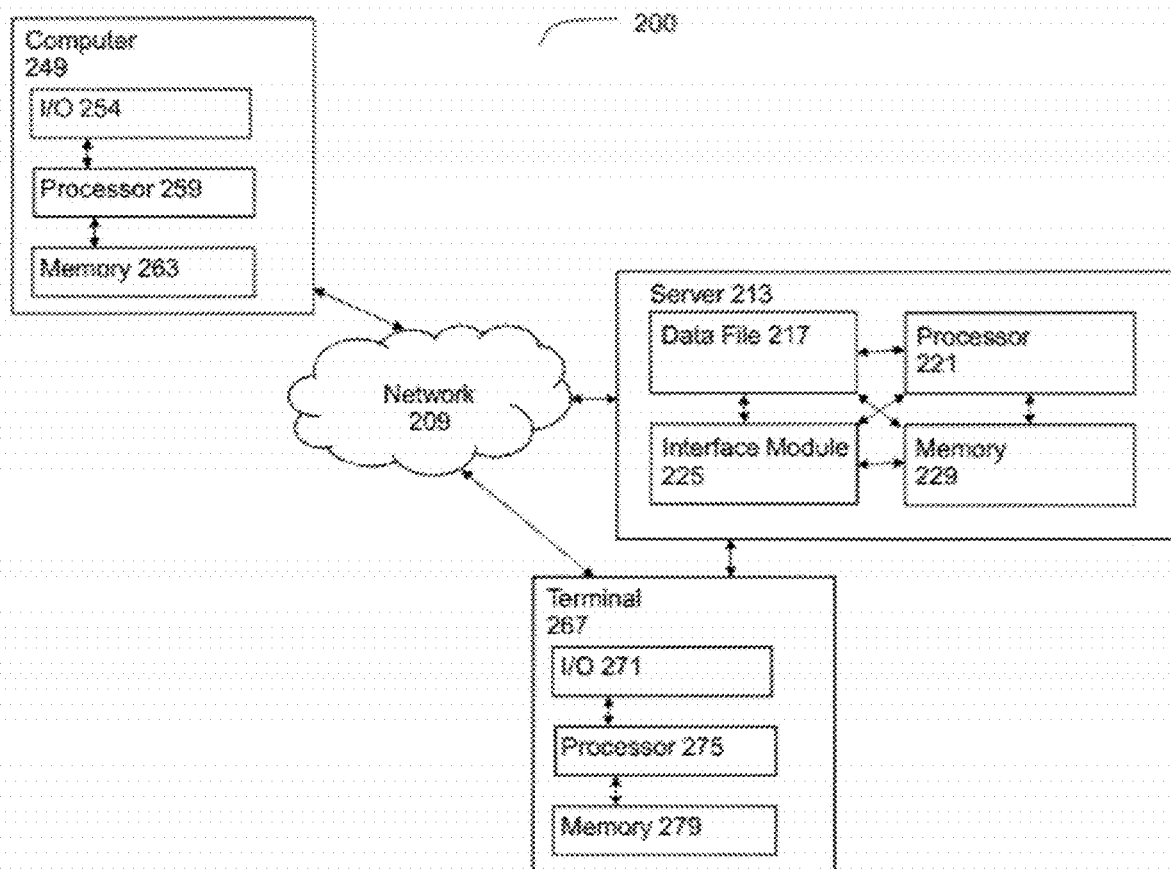 200
Computer
249
I/O 254
Processor 259
Memory 263
Network
209
Server 213
Data File 217
Processor
221
Interface Module
225
Memory
229
Terminal
267
I/O 271
Processor 275
Memory 279